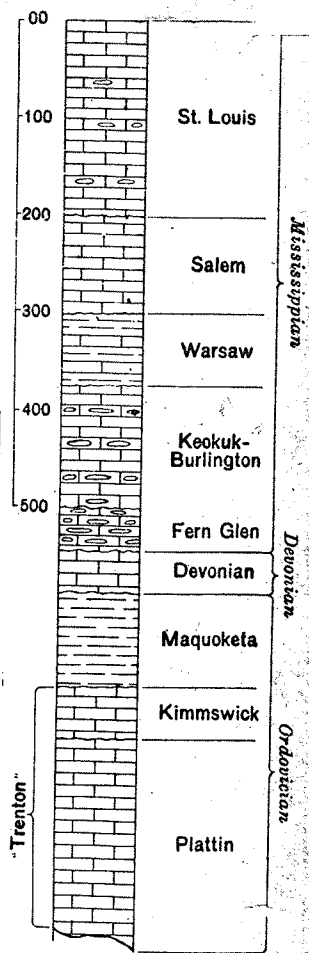 00
100
St. Louis
200
Mississippian
Salem
300
Warsaw
400
Keokuk-
Burlington
500
Fern Glen
Devonian
Devonian
Maquoketa
Kimmswick
Ordovician
"Trenton"
Plattin